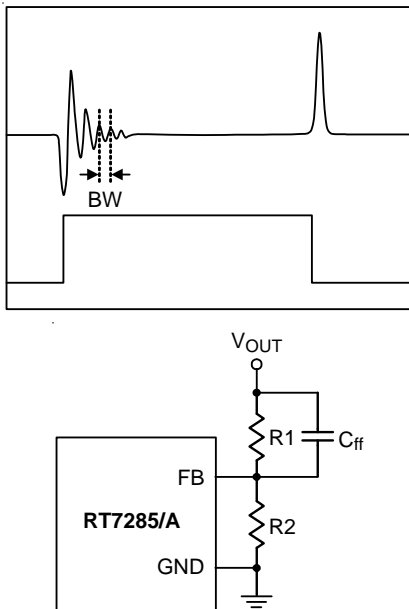 BW
VOUT
R1
Cff
FB
RT7285/A
R2
GND